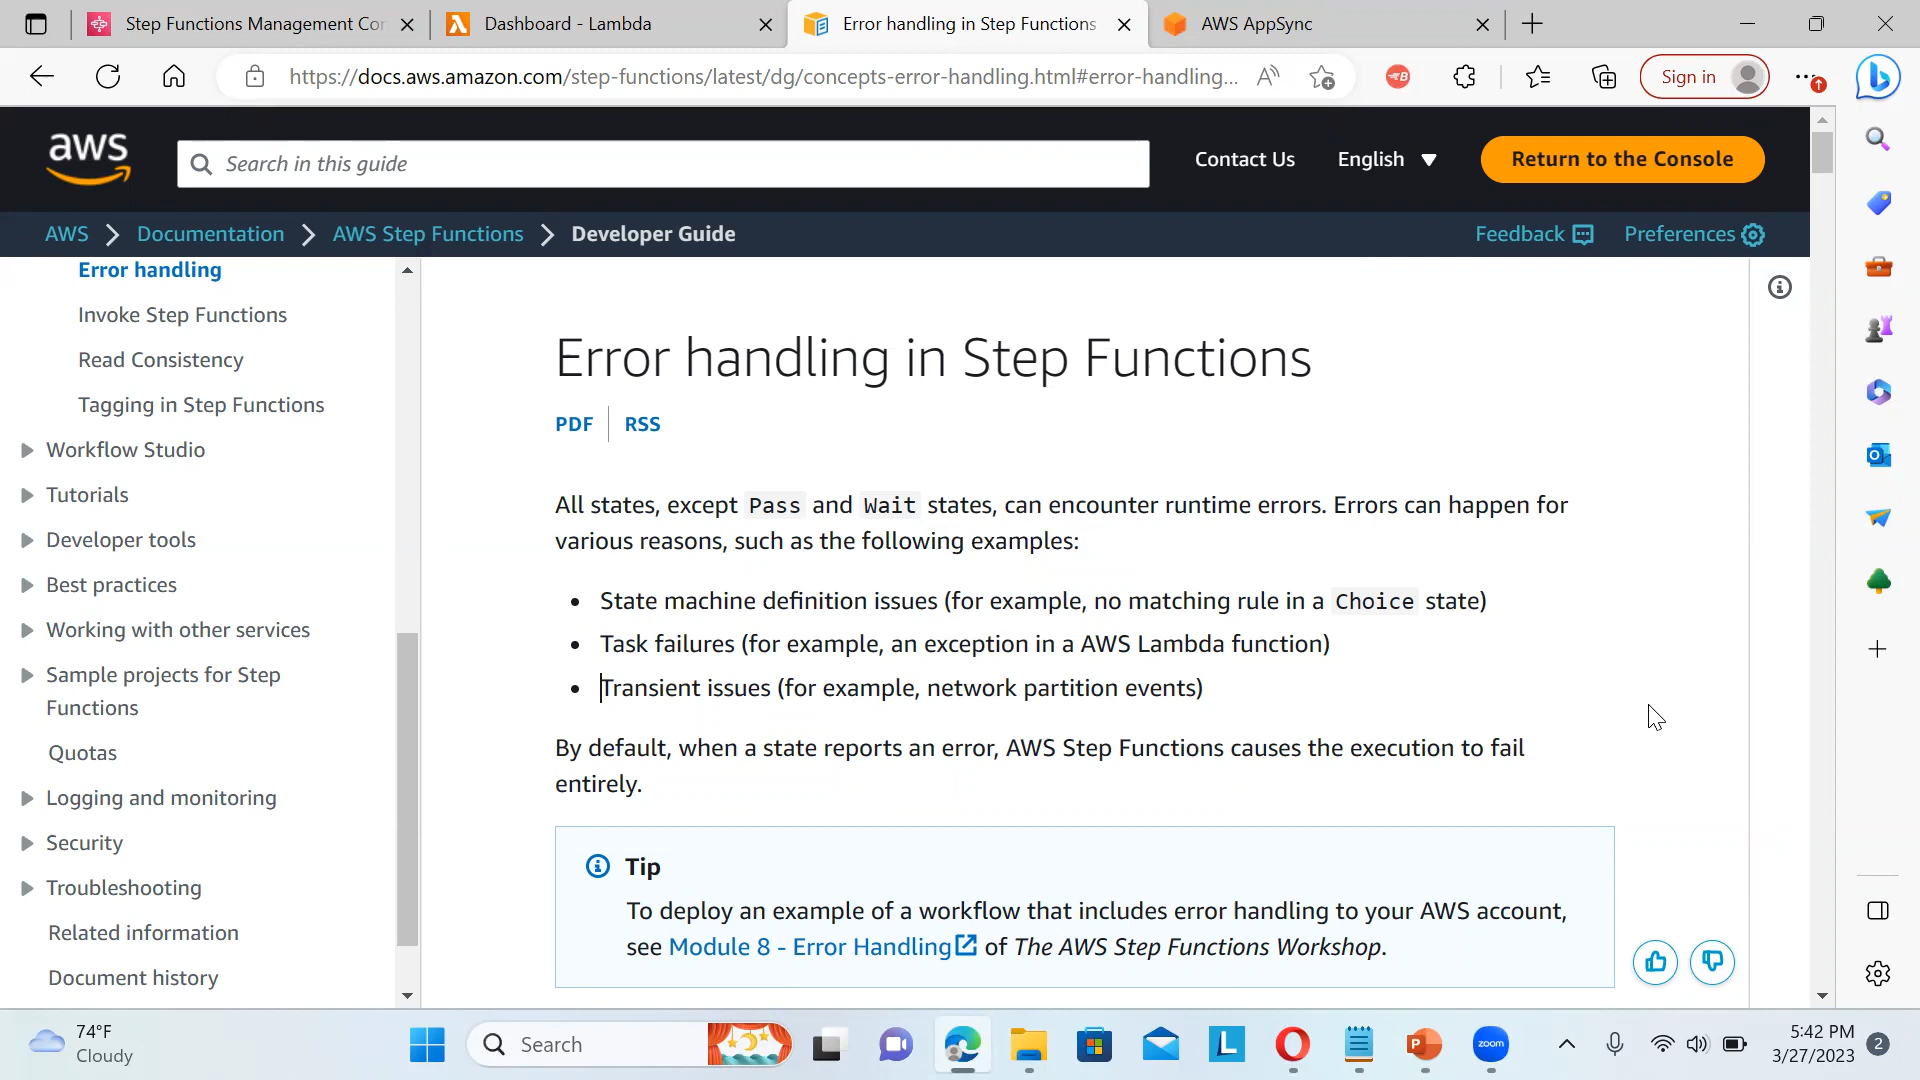 Step Functions Management Cor
Dashboard - Lambda
Error handling in Step Functions
AWS AppSync
https://docs.aws.amazon.com/step-functions/latest/dg/concepts-error-handling.html#error-handling...
Sign in
aws
Search in this guide
Contact Us
English
Return to the Console
AWS
Documentation
AWS Step Functions
Developer Guide
Feedback
Preferences
Error handling
Invoke Step Functions
Read Consistency
Tagging in Step Functions
Workflow Studio
Tutorials
Developer tools
Best practices
Working with other services
Sample projects for Step
Functions
Quotas
Logging and monitoring
Security
Troubleshooting
Related information
Document history
Error handling in Step Functions
PDF
RSS
All states, except Pass and Wait states, can encounter runtime errors. Errors can happen for
various reasons, such as the following examples:
• State machine definition issues (for example, no matching rule in a Choice state)
• Task failures (for example, an exception in a AWS Lambda function)
• Transient issues (for example, network partition events)
By default, when a state reports an error, AWS Step Functions causes the execution to fail
entirely.
Tip
To deploy an example of a workflow that includes error handling to your AWS account,
see Module 8 - Error Handling of The AWS Step Functions Workshop.
74°F
Cloudy
Search
L
zoom
5:42 PM
3/27/2023
2